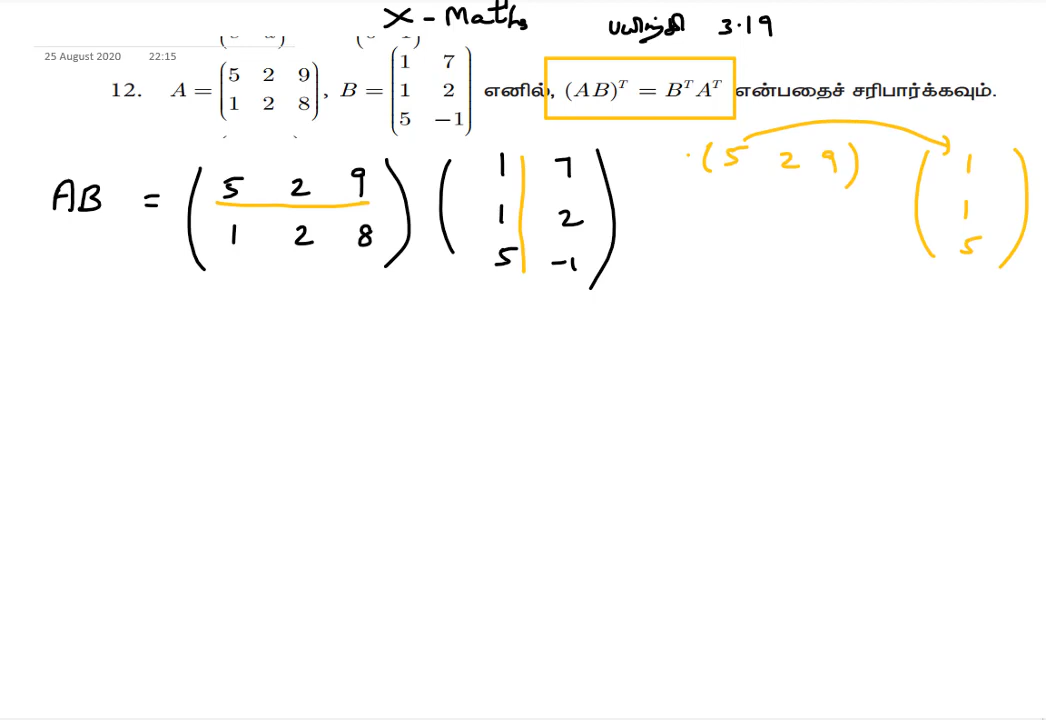 X - Maths
பயிற்சி 3.19
25 August 2020 22:15
12. A = (5 2 9 / 1 2 8), B = (1 7 / 1 2 / 5 −1) எனில், (AB)ᵀ = BᵀAᵀ என்பதைச் சரிபார்க்கவும்.
AB = (5 2 9 / 1 2 8) (1 7 / 1 2 / 5 -1)
(5 2 9) (1 / 1 / 5)